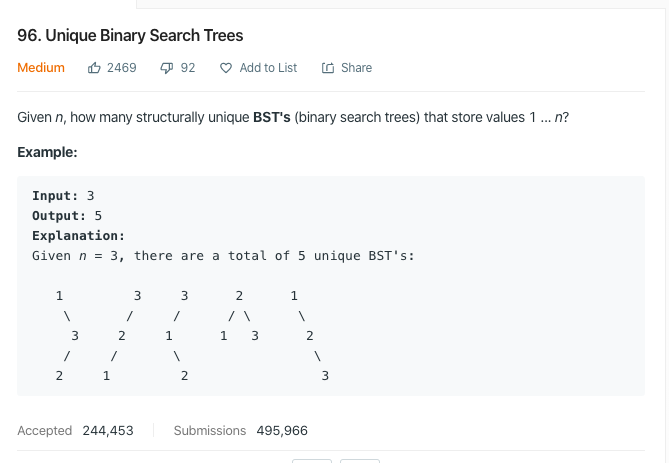 96. Unique Binary Search Trees
Medium 2469 92 Add to List Share
Given n, how many structurally unique BST's (binary search trees) that store values 1 ... n?
Example:
Input: 3
Output: 5
Explanation:
Given n = 3, there are a total of 5 unique BST's:
   1         3     3      2      1
    \       /     /      / \      \
     3     2     1      1   3      2
    /     /       \                 \
   2     1         2                 3
Accepted 244,453 Submissions 495,966